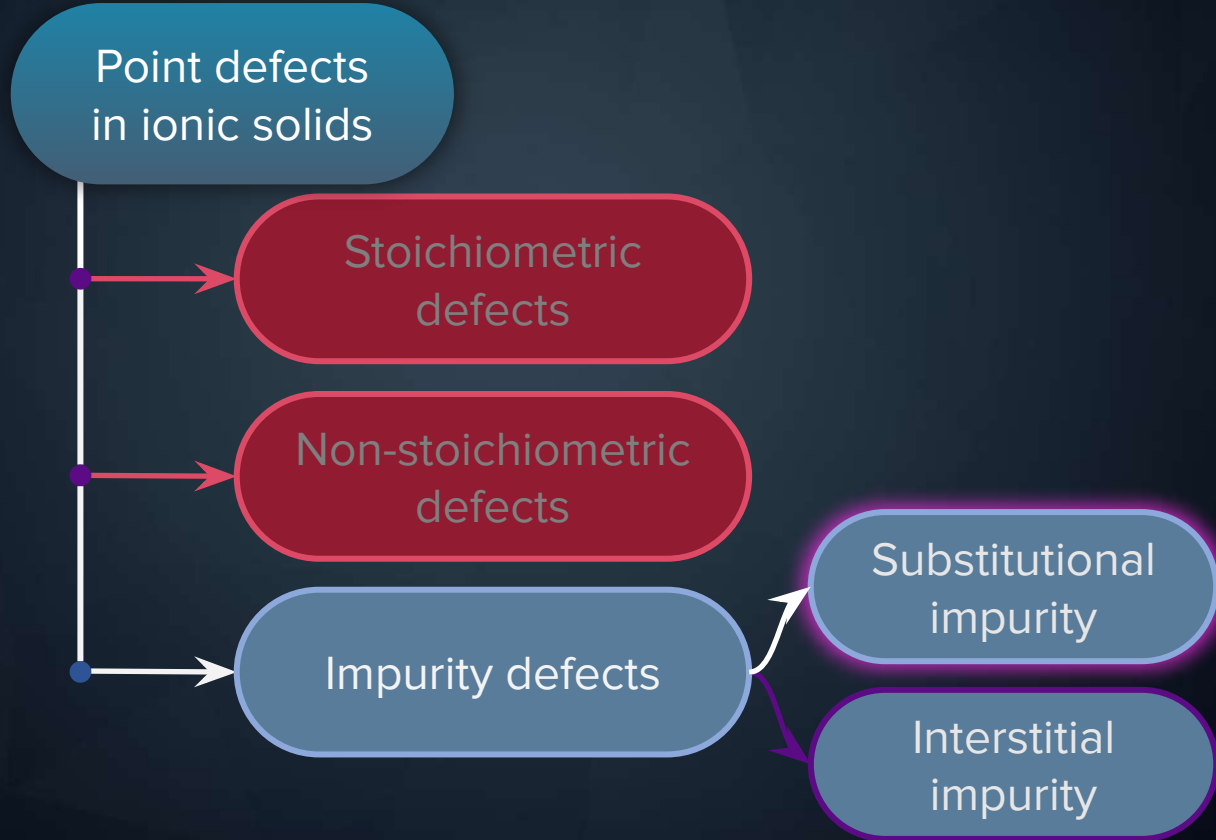 Point defects
in ionic solids
Stoichiometric
defects
Non-stoichiometric
defects
Impurity defects
Substitutional
impurity
Interstitial
impurity